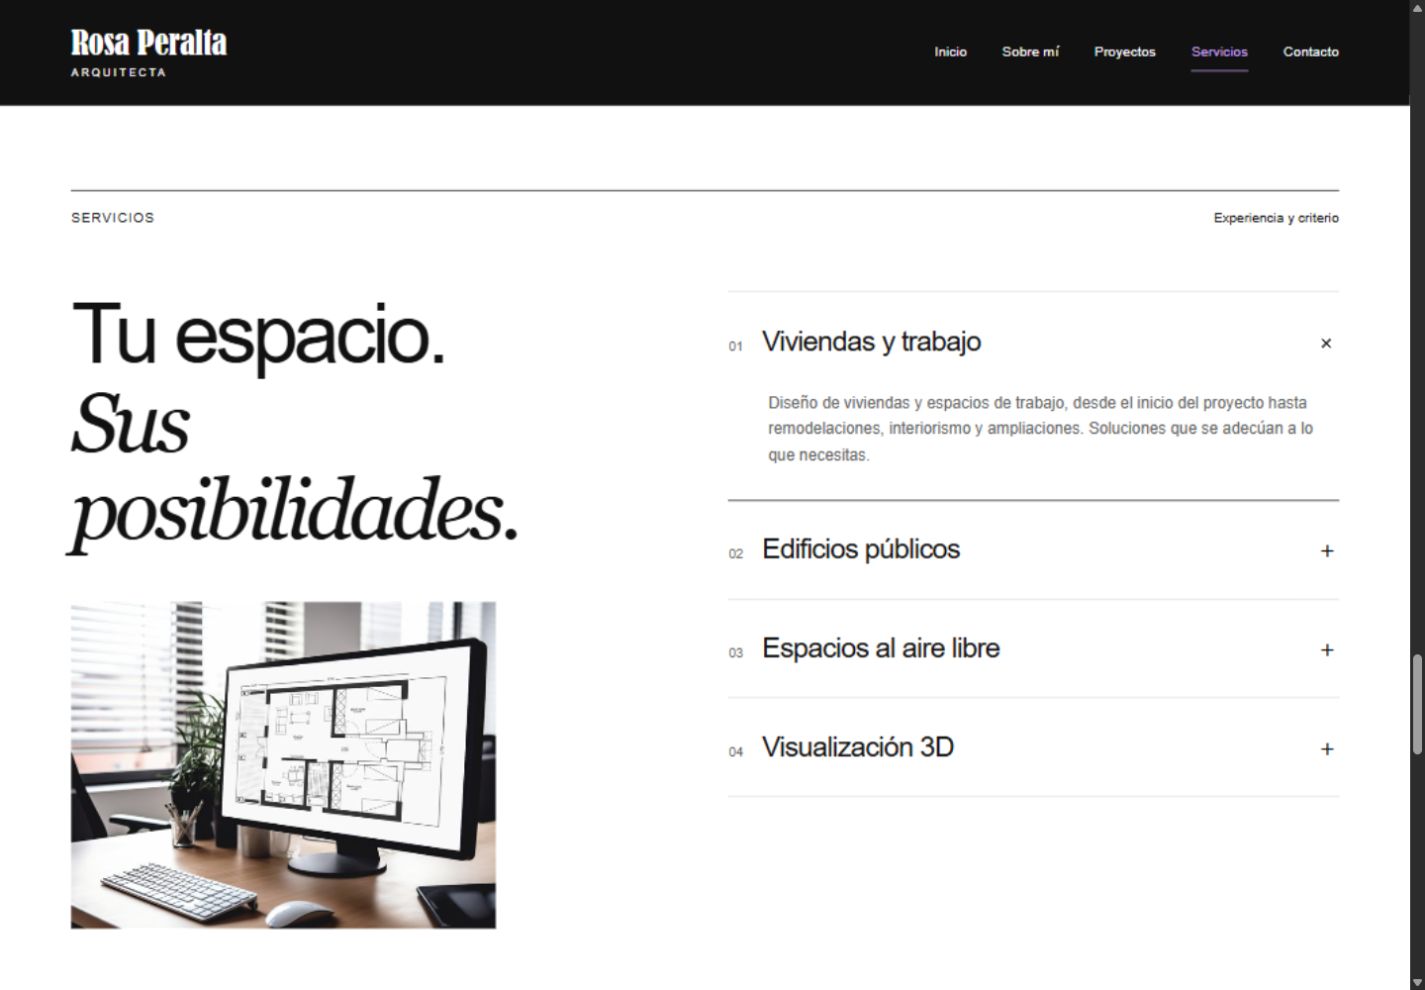 Rosa Peralta
ARQUITECTA
Inicio
Sobre mí
Proyectos
Servicios
Contacto
SERVICIOS
Experiencia y criterio
Tu espacio.
Sus
posibilidades.
01 Viviendas y trabajo ×
Diseño de viviendas y espacios de trabajo, desde el inicio del proyecto hasta
remodelaciones, interiorismo y ampliaciones. Soluciones que se adecúan a lo
que necesitas.
02 Edificios públicos +
03 Espacios al aire libre +
04 Visualización 3D +